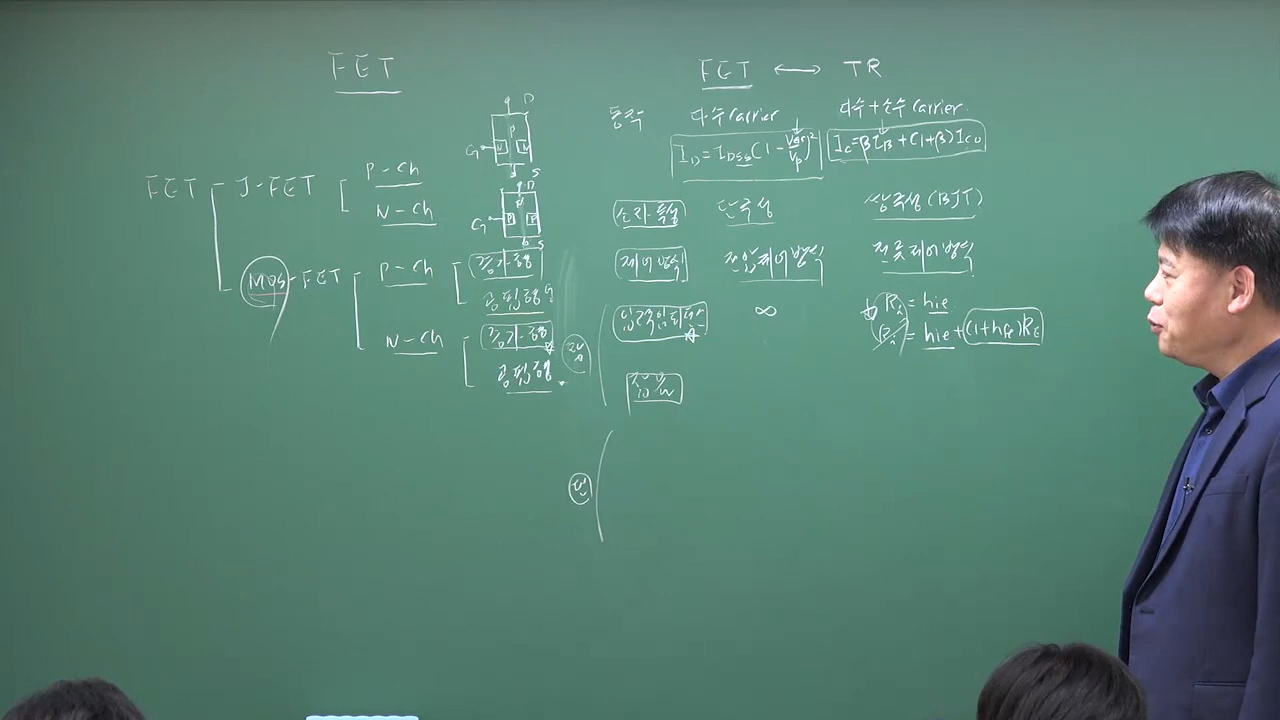 FET
D
P
G
N
N
S
P-ch
FET
J-FET
N-ch
D
N
G
P
P
S
MOS-FET
P-ch
증가형
공핍형
N-ch
증가형
공핍형
FET ↔ TR
동작
다수 carrier
다수+소수 carrier
I_D = I_DSS(1 - V_GS/V_P)²
I_C = βI_B + (1+β)I_CO
소자 특성
단극성
쌍극성 (BJT)
제어방식
전압제어방식
전류제어방식
장
입력임피던스
∞
R_i = hie
R_i = hie + (1+hfe)R_E
잡음
단